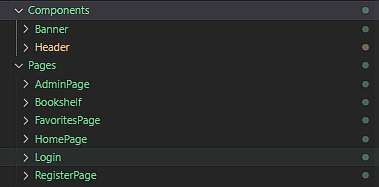 Components
Banner
Header
Pages
AdminPage
Bookshelf
FavoritesPage
HomePage
Login
RegisterPage